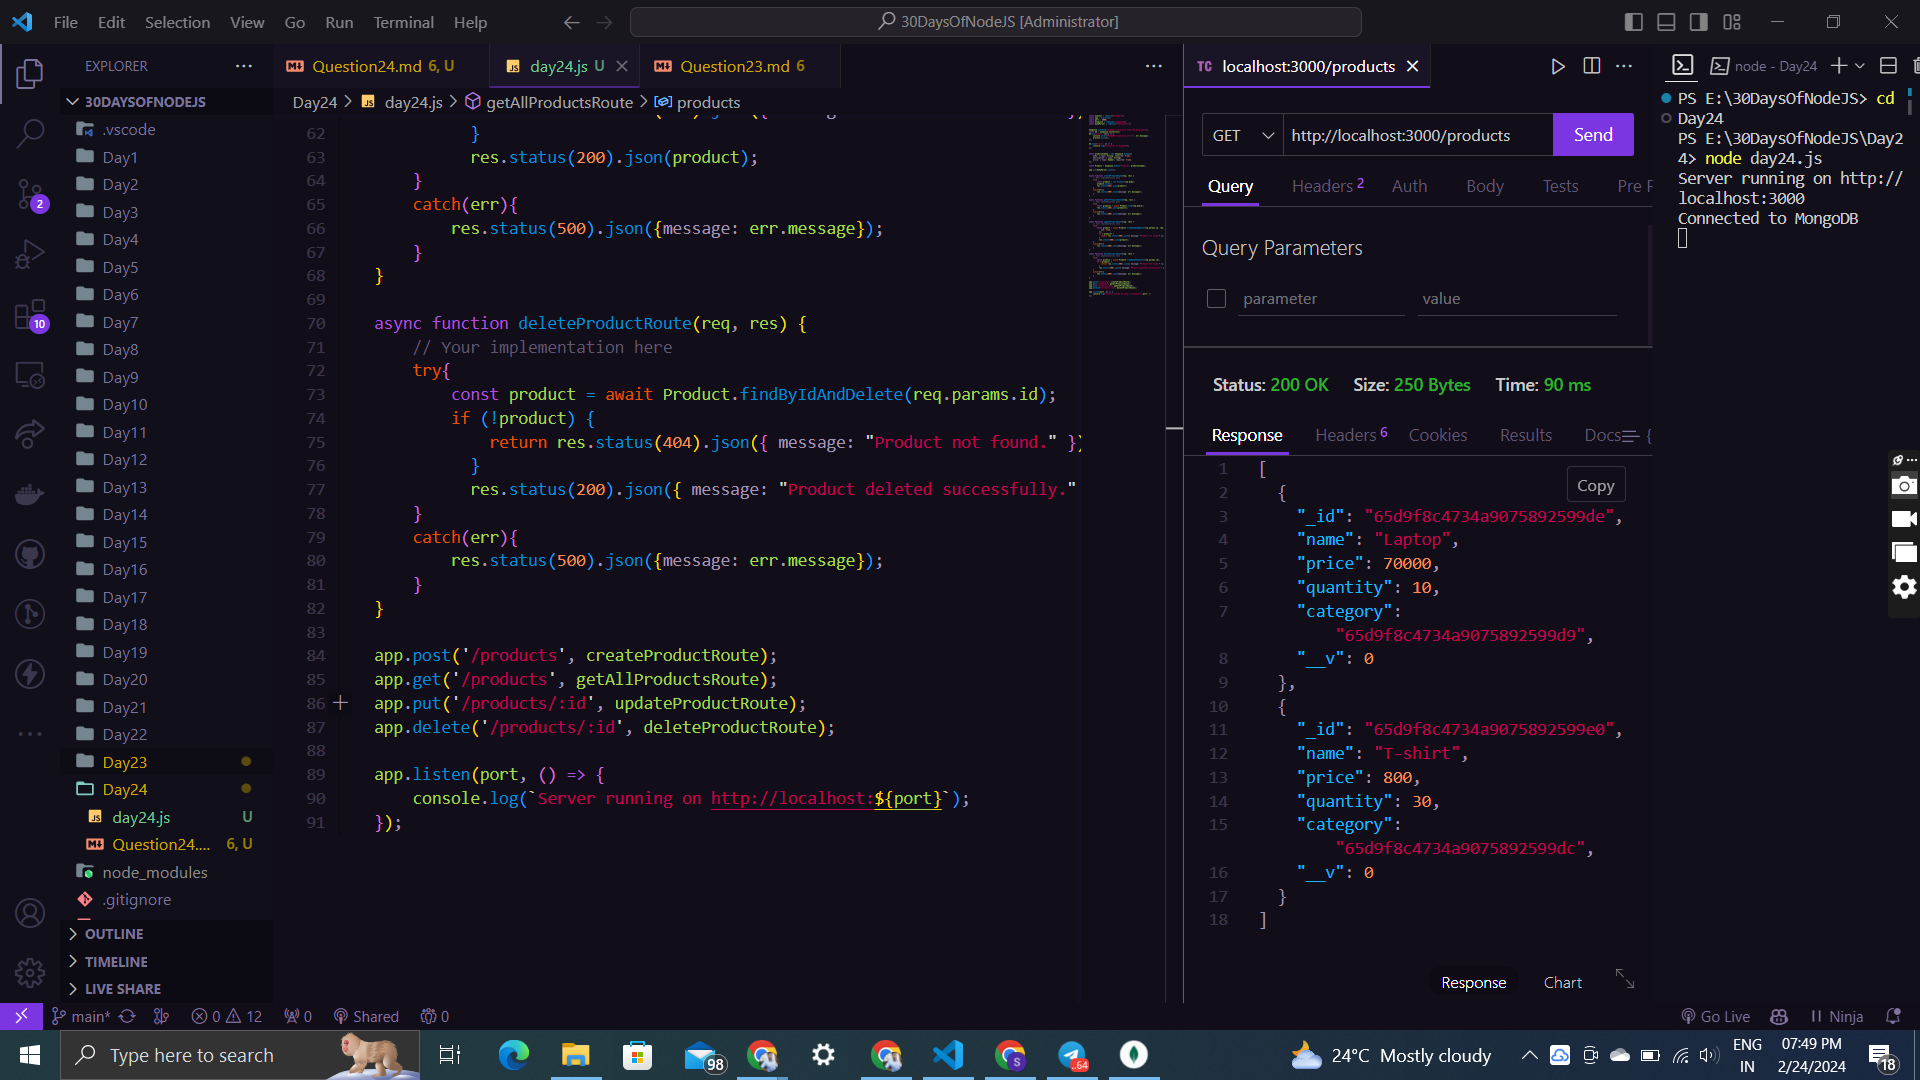 File Edit Selection View Go Run Terminal Help
30DaysOfNodeJS [Administrator]
EXPLORER
30DAYSOFNODEJS
.vscode
Day1
Day2
Day3
Day4
Day5
Day6
Day7
Day8
Day9
Day10
Day11
Day12
Day13
Day14
Day15
Day16
Day17
Day18
Day19
Day20
Day21
Day22
Day23
Day24
day24.js U
Question24.... 6, U
node_modules
.gitignore
OUTLINE
TIMELINE
LIVE SHARE
2
10
Question24.md 6, U
day24.js U
Question23.md 6
Day24 > day24.js > getAllProductsRoute > products
62 }
63 res.status(200).json(product);
64 }
65 catch(err){
66 res.status(500).json({message: err.message});
67 }
68 }
69
70 async function deleteProductRoute(req, res) {
71 // Your implementation here
72 try{
73 const product = await Product.findByIdAndDelete(req.params.id);
74 if (!product) {
75 return res.status(404).json({ message: "Product not found." })
76 }
77 res.status(200).json({ message: "Product deleted successfully."
78 }
79 catch(err){
80 res.status(500).json({message: err.message});
81 }
82 }
83
84 app.post('/products', createProductRoute);
85 app.get('/products', getAllProductsRoute);
86 app.put('/products/:id', updateProductRoute);
87 app.delete('/products/:id', deleteProductRoute);
88
89 app.listen(port, () => {
90 console.log(`Server running on http://localhost:${port}`);
91 });
TC localhost:3000/products
GET http://localhost:3000/products Send
Query Headers 2 Auth Body Tests Pre R
Query Parameters
parameter value
Status: 200 OK Size: 250 Bytes Time: 90 ms
Response Headers 6 Cookies Results Docs {
Copy
1 [
2 {
3 "_id": "65d9f8c4734a9075892599de",
4 "name": "Laptop",
5 "price": 70000,
6 "quantity": 10,
7 "category":
"65d9f8c4734a9075892599d9",
8 "__v": 0
9 },
10 {
11 "_id": "65d9f8c4734a9075892599e0",
12 "name": "T-shirt",
13 "price": 800,
14 "quantity": 30,
15 "category":
"65d9f8c4734a9075892599dc",
16 "__v": 0
17 }
18 ]
Response Chart
node - Day24
PS E:\30DaysOfNodeJS> cd
Day24
PS E:\30DaysOfNodeJS\Day2
4> node day24.js
Server running on http://
localhost:3000
Connected to MongoDB
main* 0 12 0 Shared 0
Go Live Ninja
Type here to search
98
.64
24°C Mostly cloudy
ENG
IN
07:49 PM
2/24/2024
18